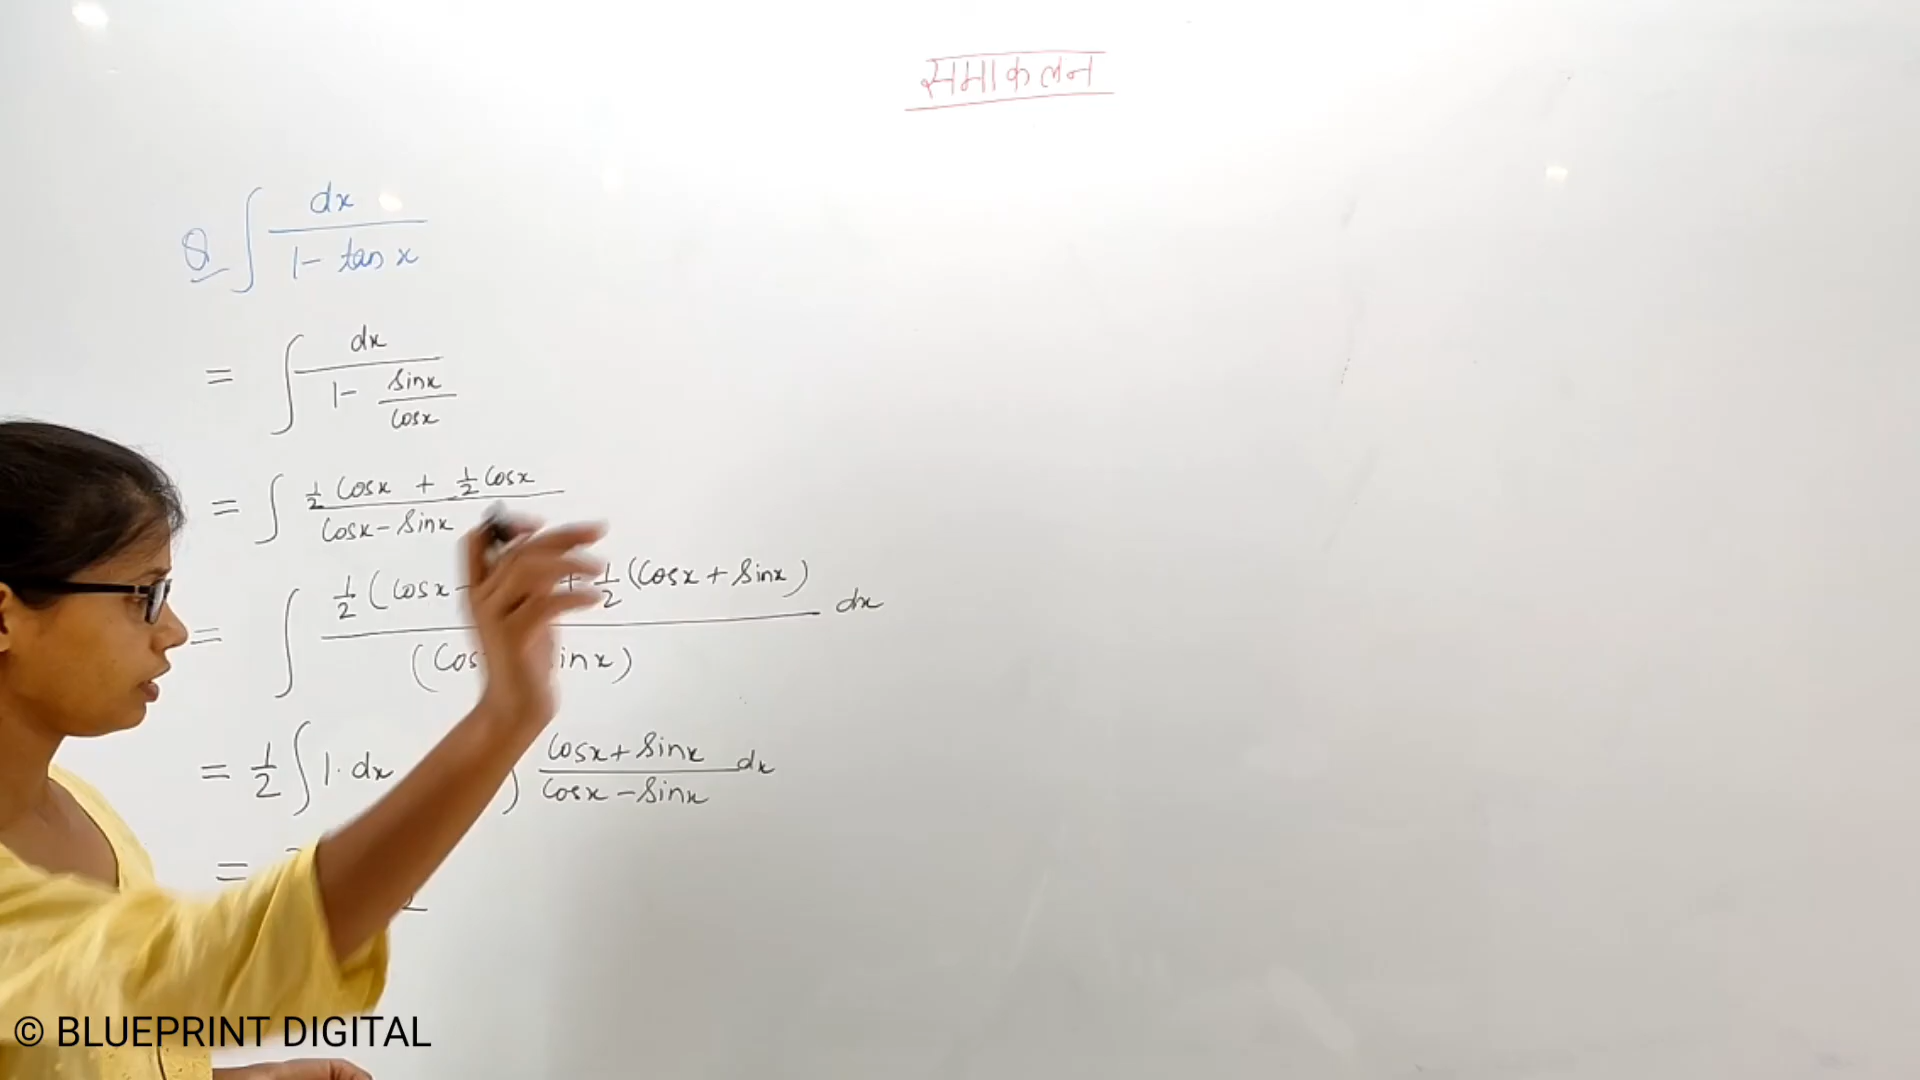 समाकलन
Q ∫ dx / (1 - tan x)
= ∫ dx / (1 - sinx/cosx)
= ∫ (1/2 cosx + 1/2 cosx) / (cosx - sinx)
= ∫ (1/2 (cosx - + 1/2 (cosx + sinx)) / (cos inx) dx
= 1/2 ∫ 1. dx ∫ (cosx + sinx) / (cosx - sinx) dx
= 2
© BLUEPRINT DIGITAL